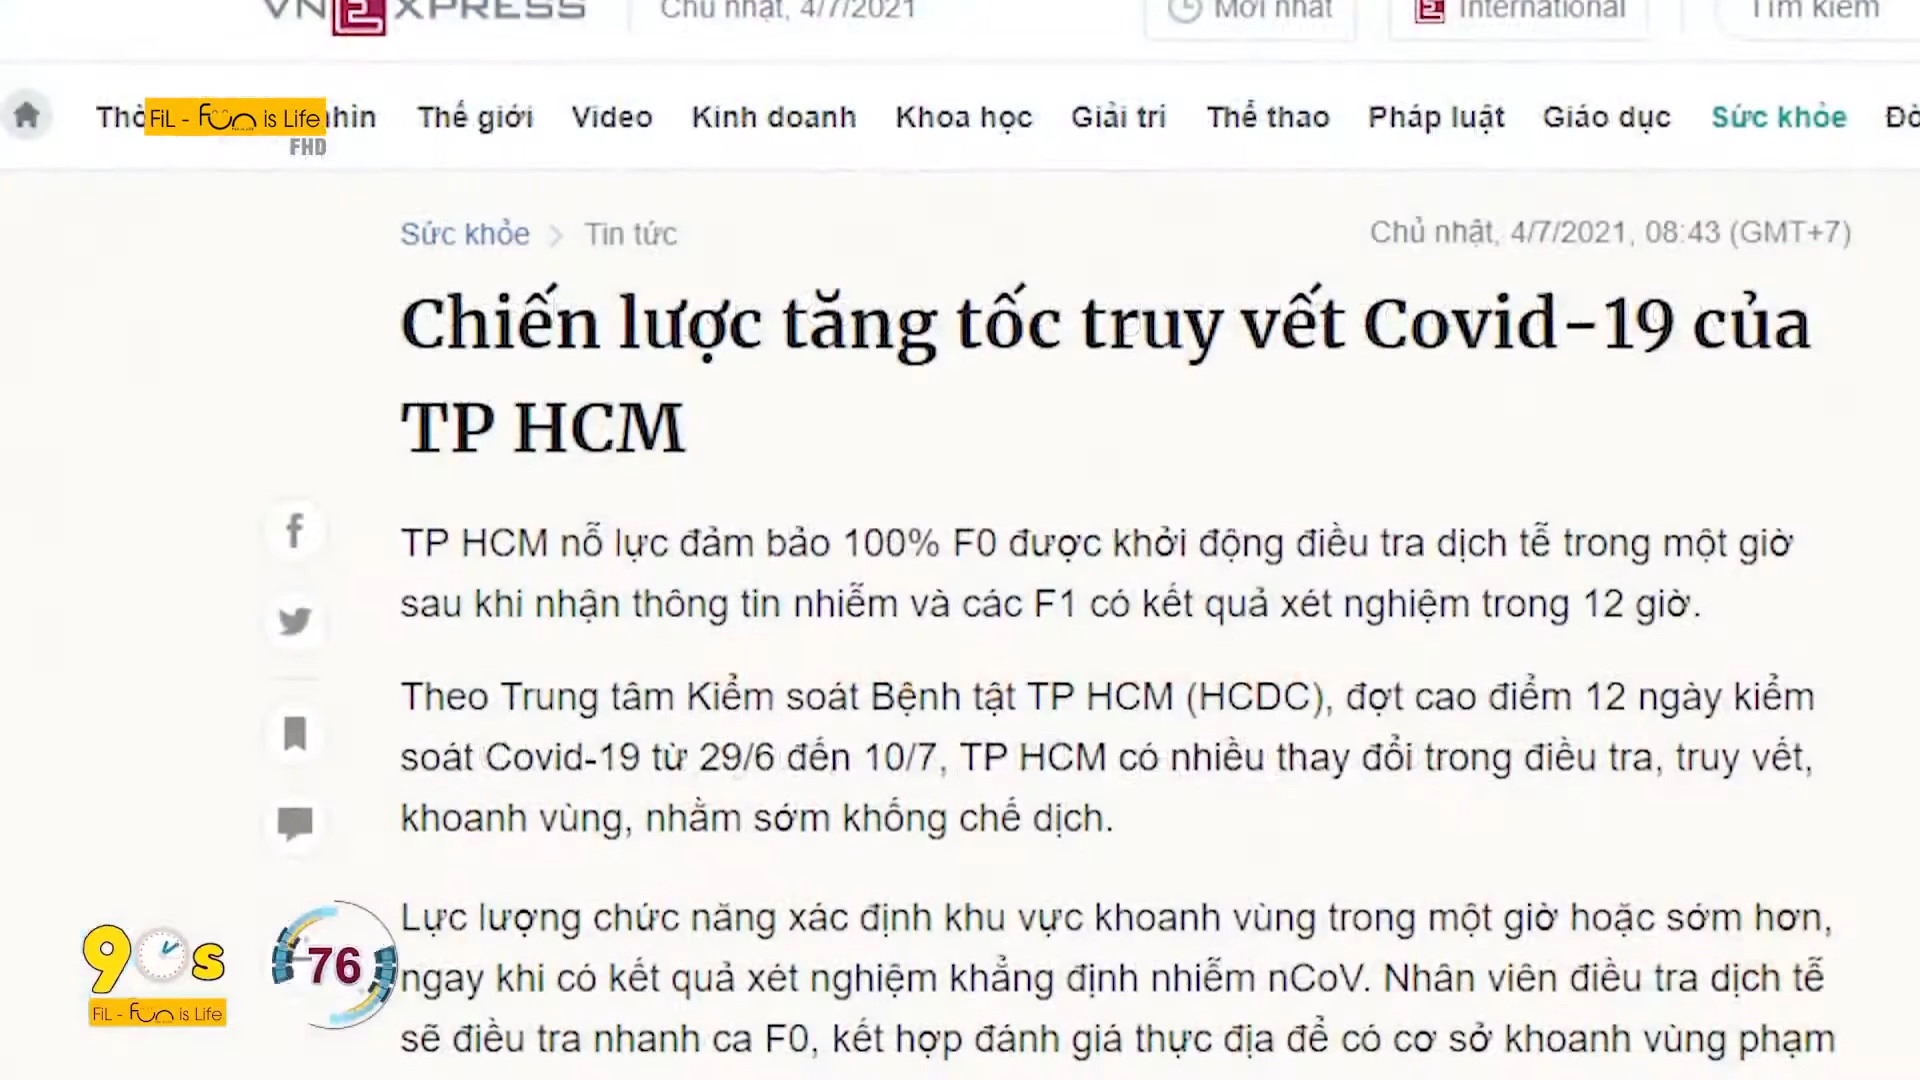 VNEXPRESS Chủ nhật, 4/7/2021 Mới nhất International Tìm kiếm
FiL - Fun is Life nhìn Thế giới Video Kinh doanh Khoa học Giải trí Thể thao Pháp luật Giáo dục Sức khỏe
FHD
Sức khỏe > Tin tức Chủ nhật, 4/7/2021, 08:43 (GMT+7)
Chiến lược tăng tốc truy vết Covid-19 của
TP HCM
TP HCM nỗ lực đảm bảo 100% F0 được khởi động điều tra dịch tễ trong một giờ
sau khi nhận thông tin nhiễm và các F1 có kết quả xét nghiệm trong 12 giờ.
Theo Trung tâm Kiểm soát Bệnh tật TP HCM (HCDC), đợt cao điểm 12 ngày kiểm
soát Covid-19 từ 29/6 đến 10/7, TP HCM có nhiều thay đổi trong điều tra, truy vết,
khoanh vùng, nhằm sớm khống chế dịch.
Lực lượng chức năng xác định khu vực khoanh vùng trong một giờ hoặc sớm hơn,
ngay khi có kết quả xét nghiệm khẳng định nhiễm nCoV. Nhân viên điều tra dịch tễ
sẽ điều tra nhanh ca F0, kết hợp đánh giá thực địa để có cơ sở khoanh vùng phạm
90s
76
FiL - Fun is Life